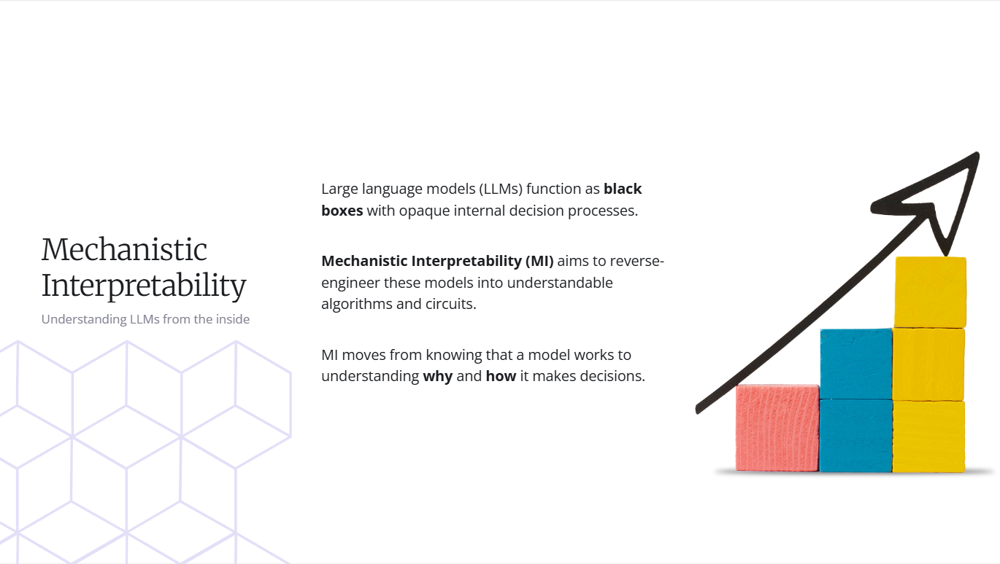 Mechanistic
Interpretability
Understanding LLMs from the inside
Large language models (LLMs) function as black
boxes with opaque internal decision processes.
Mechanistic Interpretability (MI) aims to reverse-
engineer these models into understandable
algorithms and circuits.
MI moves from knowing that a model works to
understanding why and how it makes decisions.